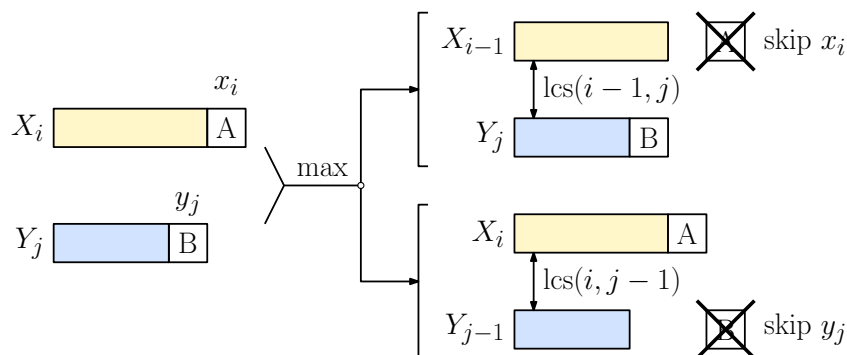 x_i
X_i A
y_j
Y_j B
max
X_{i−1} A skip x_i
lcs(i − 1, j)
Y_j B
X_i A
lcs(i, j − 1)
Y_{j−1} B skip y_j